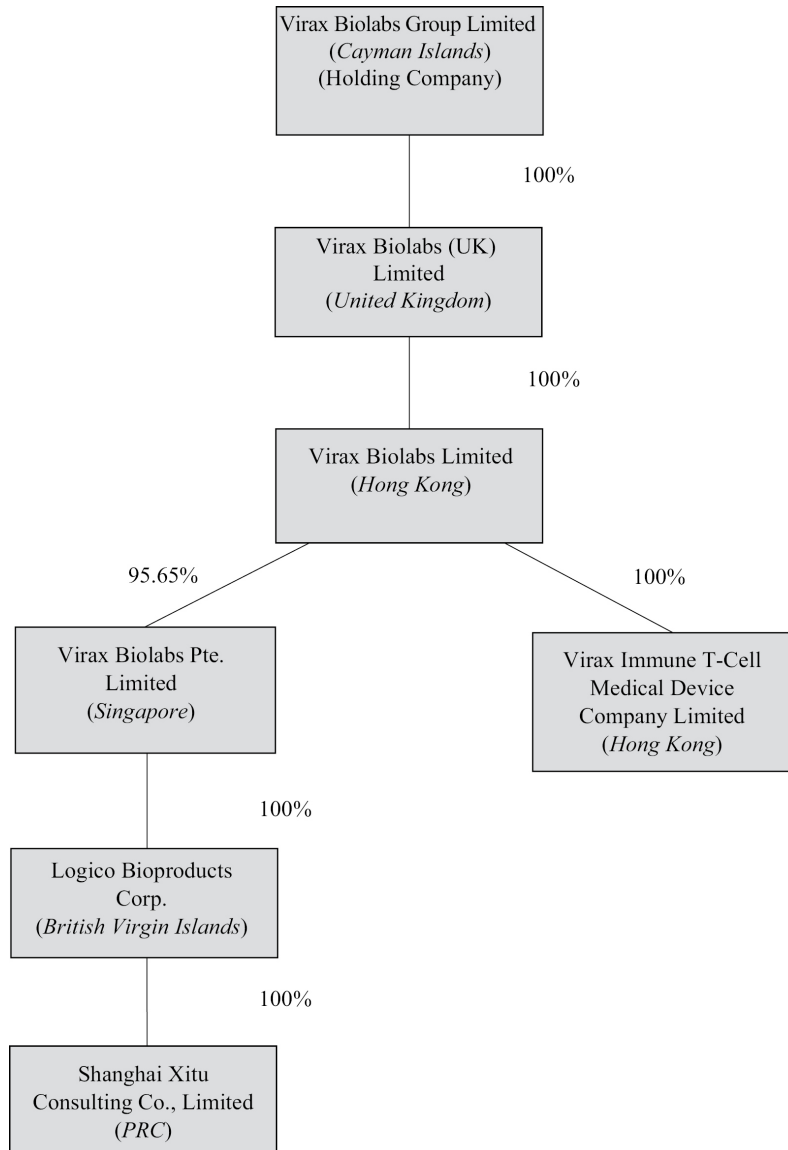 Virax Biolabs Group Limited
(Cayman Islands)
(Holding Company)
100%
Virax Biolabs (UK)
Limited
(United Kingdom)
100%
Virax Biolabs Limited
(Hong Kong)
95.65%
100%
Virax Biolabs Pte.
Limited
(Singapore)
Virax Immune T-Cell
Medical Device
Company Limited
(Hong Kong)
100%
Logico Bioproducts
Corp.
(British Virgin Islands)
100%
Shanghai Xitu
Consulting Co., Limited
(PRC)